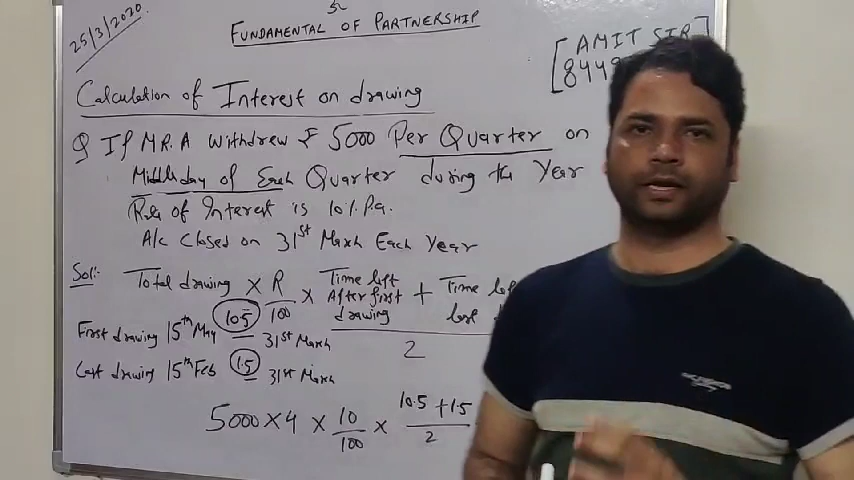 25/3/2020
FUNDAMENTAL OF PARTNERSHIP
[AMIT SIR]
8449
Calculation of Interest on drawing
Q If MR.A Withdrew ₹ 5000 Per Quarter on
Middleday of Each Quarter during the Year
Rate of Interest is 10%.P.a.
A/c Closed on 31st March Each Year
Sol:- Total drawing × R/100 × Time left After first drawing + Time left last / 2
First drawing 15th May 10.5 31st March
Last drawing 15th Feb 1.5 31st March
5000 × 4 × 10/100 × 10.5 + 1.5 / 2